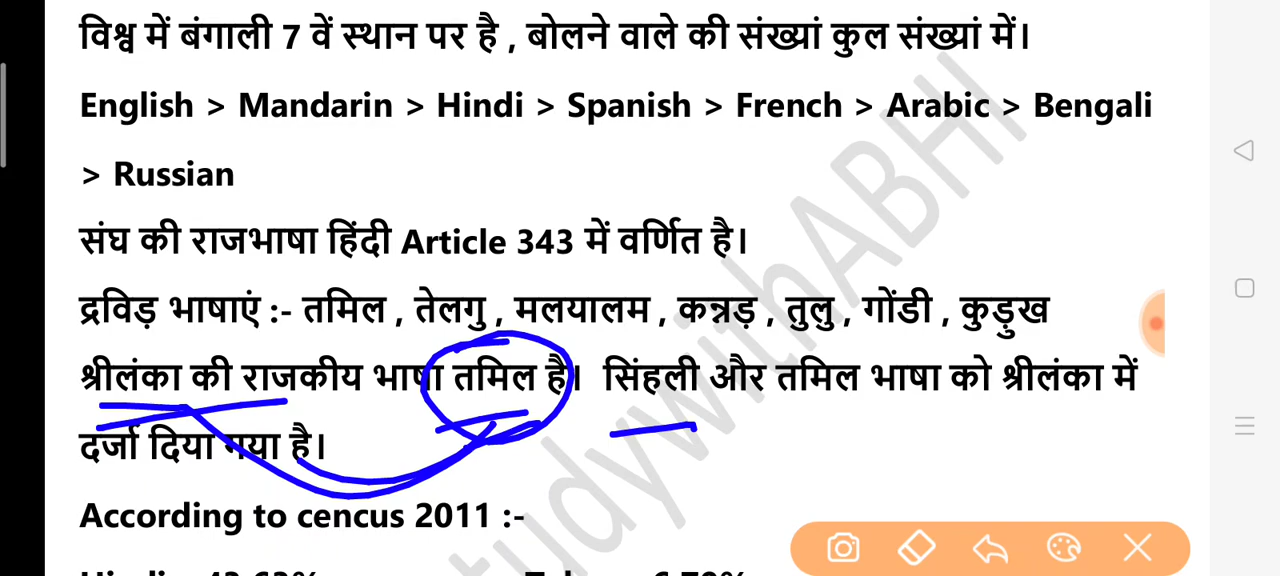 विश्व में बंगाली 7 वें स्थान पर है , बोलने वाले की संख्यां कुल संख्यां में।
English > Mandarin > Hindi > Spanish > French > Arabic > Bengali
> Russian
संघ की राजभाषा हिंदी Article 343 में वर्णित है।
द्रविड़ भाषाएं :- तमिल , तेलगु , मलयालम , कन्नड़ , तुलु , गोंडी , कुड़ुख
श्रीलंका की राजकीय भाषा तमिल है। सिंहली और तमिल भाषा को श्रीलंका में
दर्जा दिया गया है।
According to cencus 2011 :-
studywithABHI